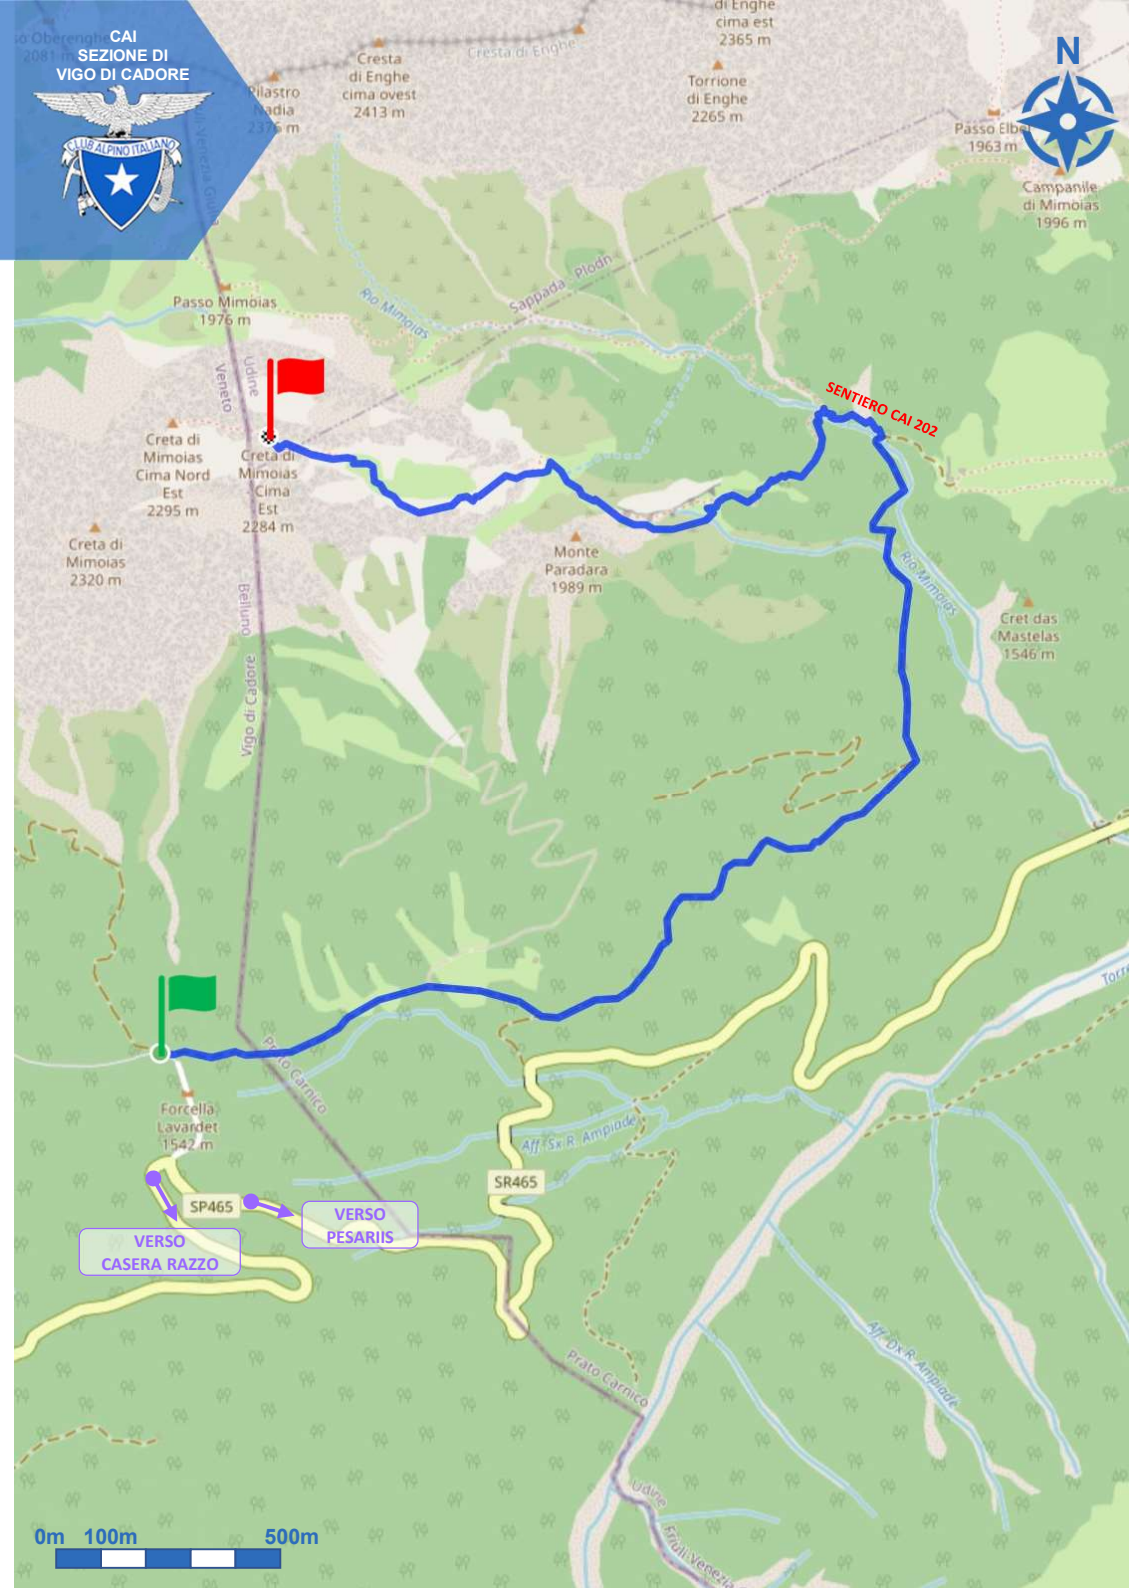 CAI
SEZIONE DI
VIGO DI CADORE
CLUB ALPINO ITALIANO
Pilastro
Nadia
2376 m
Cresta
di Enghe
cima ovest
2413 m
Cresta di Enghe
di Enghe
cima est
2365 m
Torrione
di Enghe
2265 m
N
Passo Elbel
1963 m
Campanile
di Mimoias
1996 m
Passo Mimoias
1976 m
Rio Mimoias
Sappada - Plodn
Udine
Veneto
SENTIERO CAI 202
Creta di
Mimoias
Cima Nord
Est
2295 m
Creta di
Mimoias
Cima
Est
2284 m
Creta di
Mimoias
2320 m
Monte
Paradara
1989 m
Rio Mimoias
Cret das
Mastelas
1546 m
Belluno
Vigo di Cadore
Prato Carnico
Forcella
Lavardet
1542 m
Aff. Sx R. Ampiade
Torre
SR465
SP465
VERSO
PESARIIS
VERSO
CASERA RAZZO
Aff. Dx R. Ampiade
Prato Carnico
Udine
Friuli-Venezia
0m 100m 500m